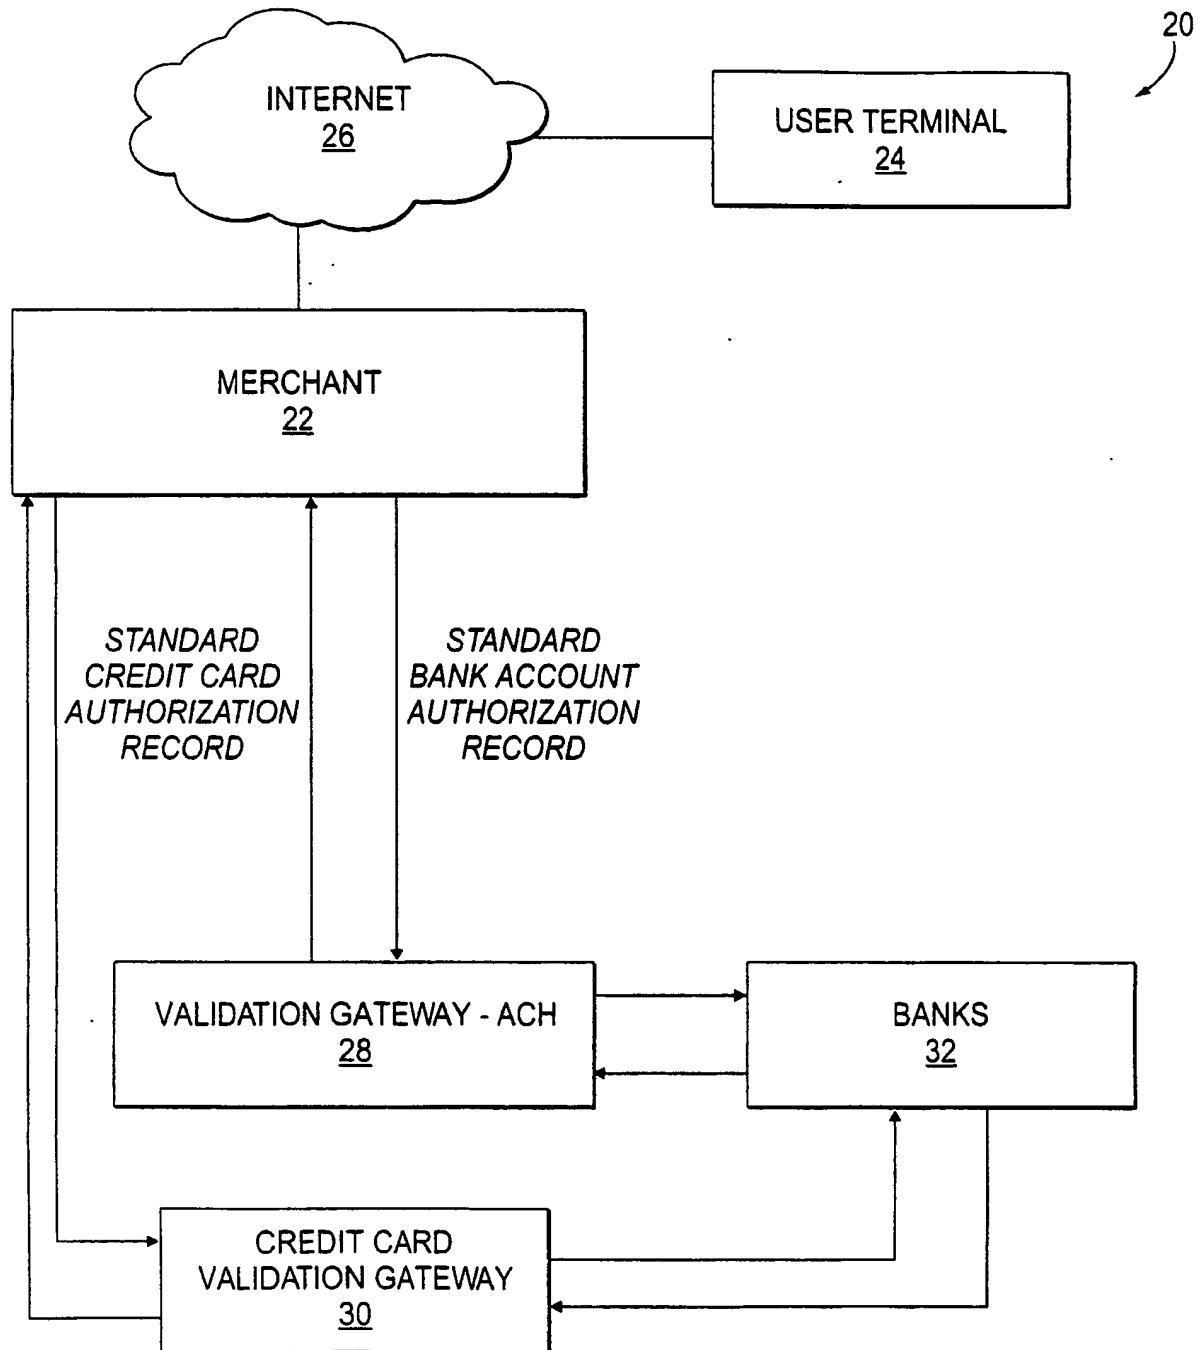 20
INTERNET
26
USER TERMINAL
24
MERCHANT
22
STANDARD
CREDIT CARD
AUTHORIZATION
RECORD
STANDARD
BANK ACCOUNT
AUTHORIZATION
RECORD
VALIDATION GATEWAY - ACH
28
BANKS
32
CREDIT CARD
VALIDATION GATEWAY
30